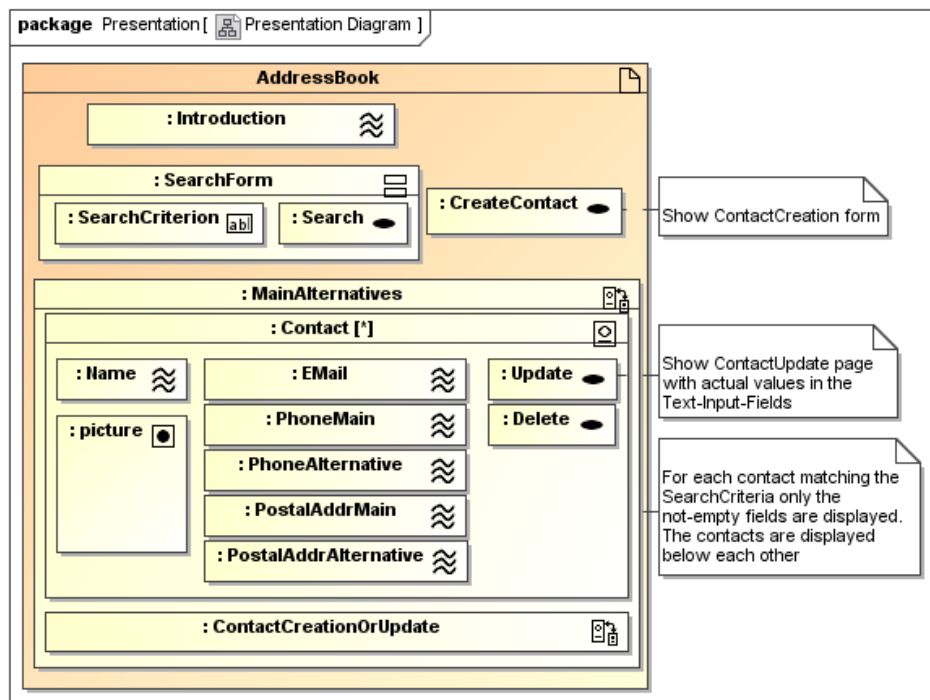 package Presentation [ Presentation Diagram ]
AddressBook
: Introduction
: SearchForm
: SearchCriterion
abl
: Search
: CreateContact
Show ContactCreation form
: MainAlternatives
: Contact [*]
: Name
: EMail
: Update
Show ContactUpdate page
with actual values in the
Text-Input-Fields
: picture
: PhoneMain
: Delete
: PhoneAlternative
: PostalAddrMain
: PostalAddrAlternative
For each contact matching the
SearchCriteria only the
not-empty fields are displayed.
The contacts are displayed
below each other
: ContactCreationOrUpdate